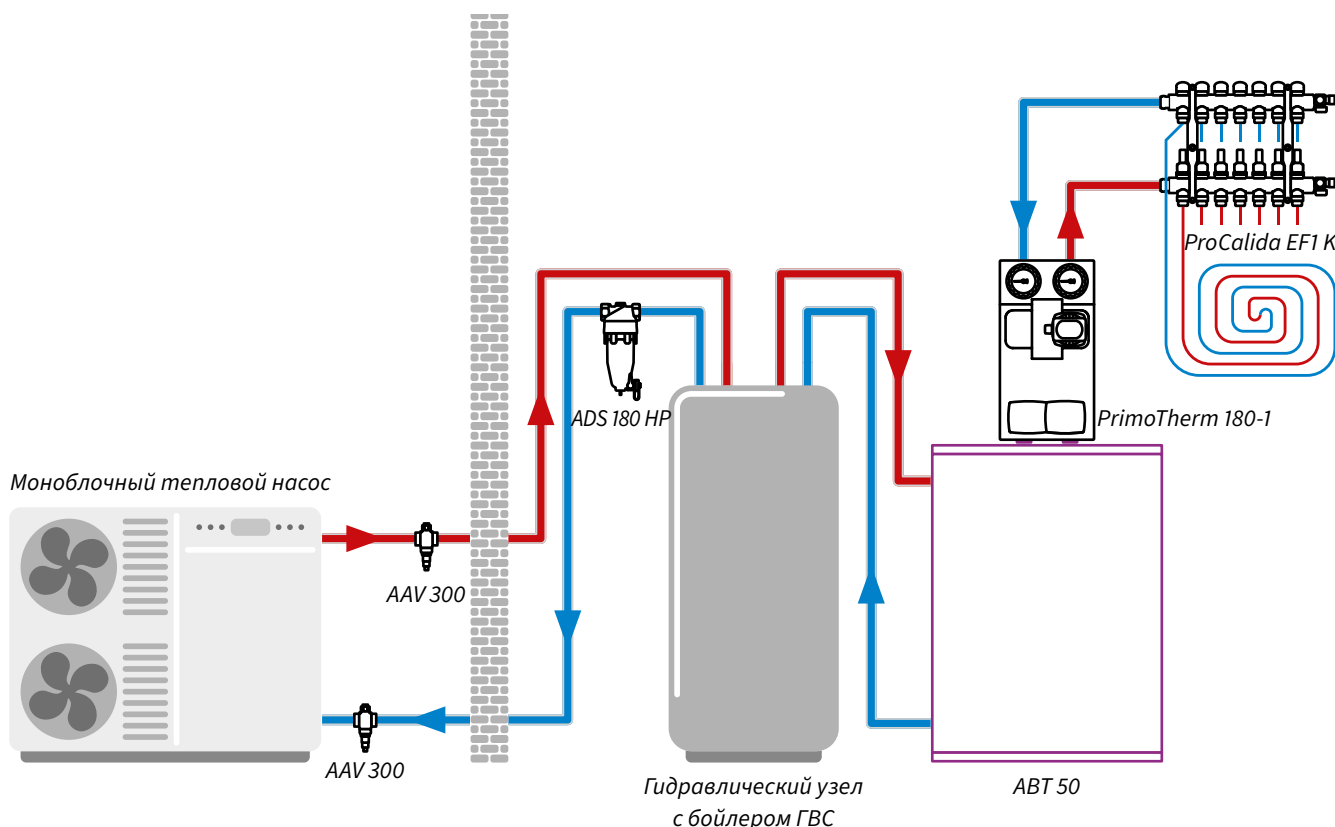 ProCalida EF1 K
ADS 180 HP
PrimoTherm 180-1
Моноблочный тепловой насос
AAV 300
AAV 300
Гидравлический узел
с бойлером ГВС
ABT 50